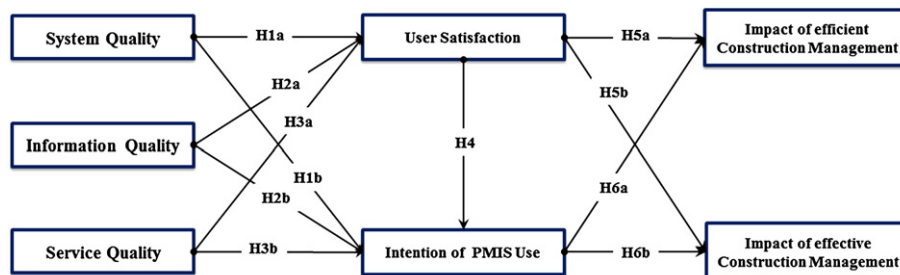 System Quality
H1a
User Satisfaction
H5a
Impact of efficient
Construction Management
H2a
H5b
H3a
Information Quality
H4
H1b
H2b
H6a
Service Quality
H3b
Intention of PMIS Use
H6b
Impact of effective
Construction Management